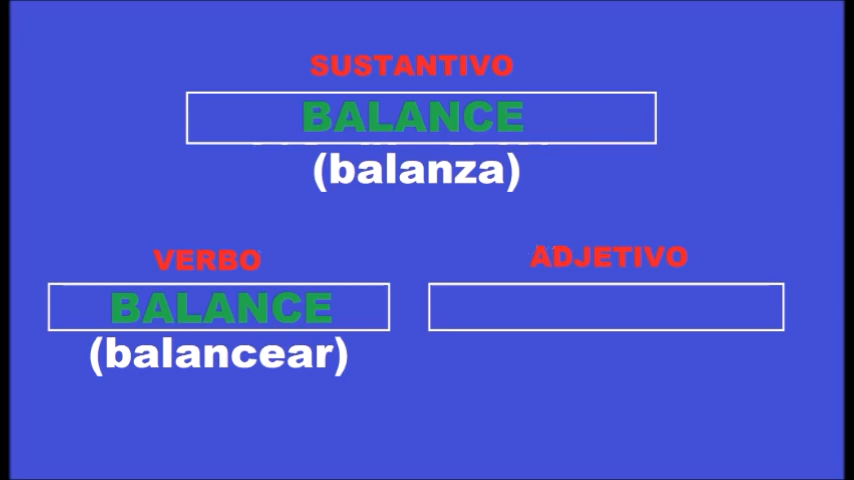 SUSTANTIVO
BALANCE
(balanza)
VERBO
BALANCE
(balancear)
ADJETIVO